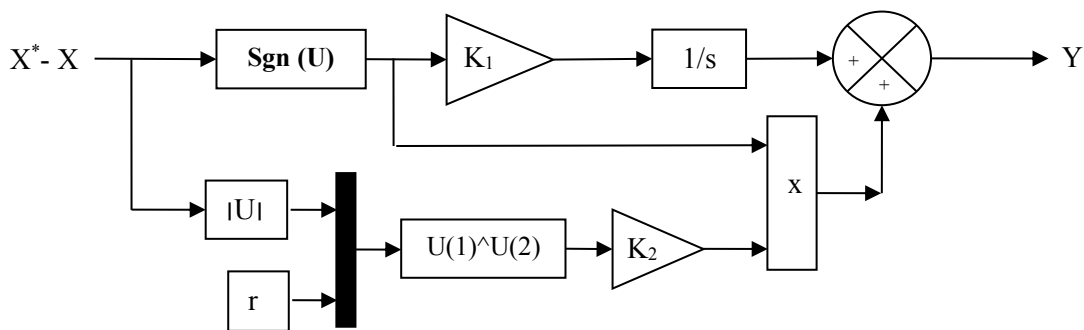 X*- X
Sgn (U)
K₁
1/s
+
+
Y
x
|U|
U(1)^U(2)
K₂
r